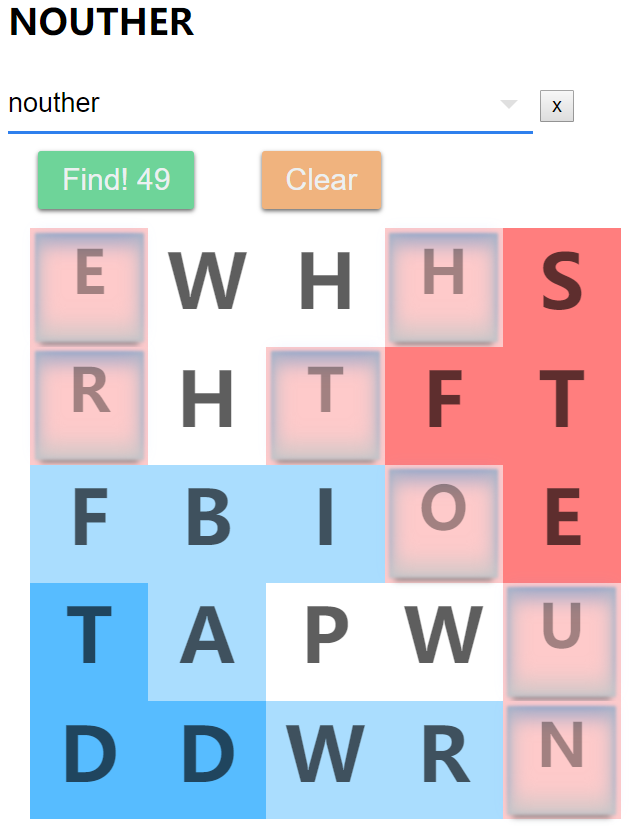 NOUTHER
nouther x
Find! 49 Clear
E W H H S
R H T F T
F B I O E
T A P W U
D D W R N